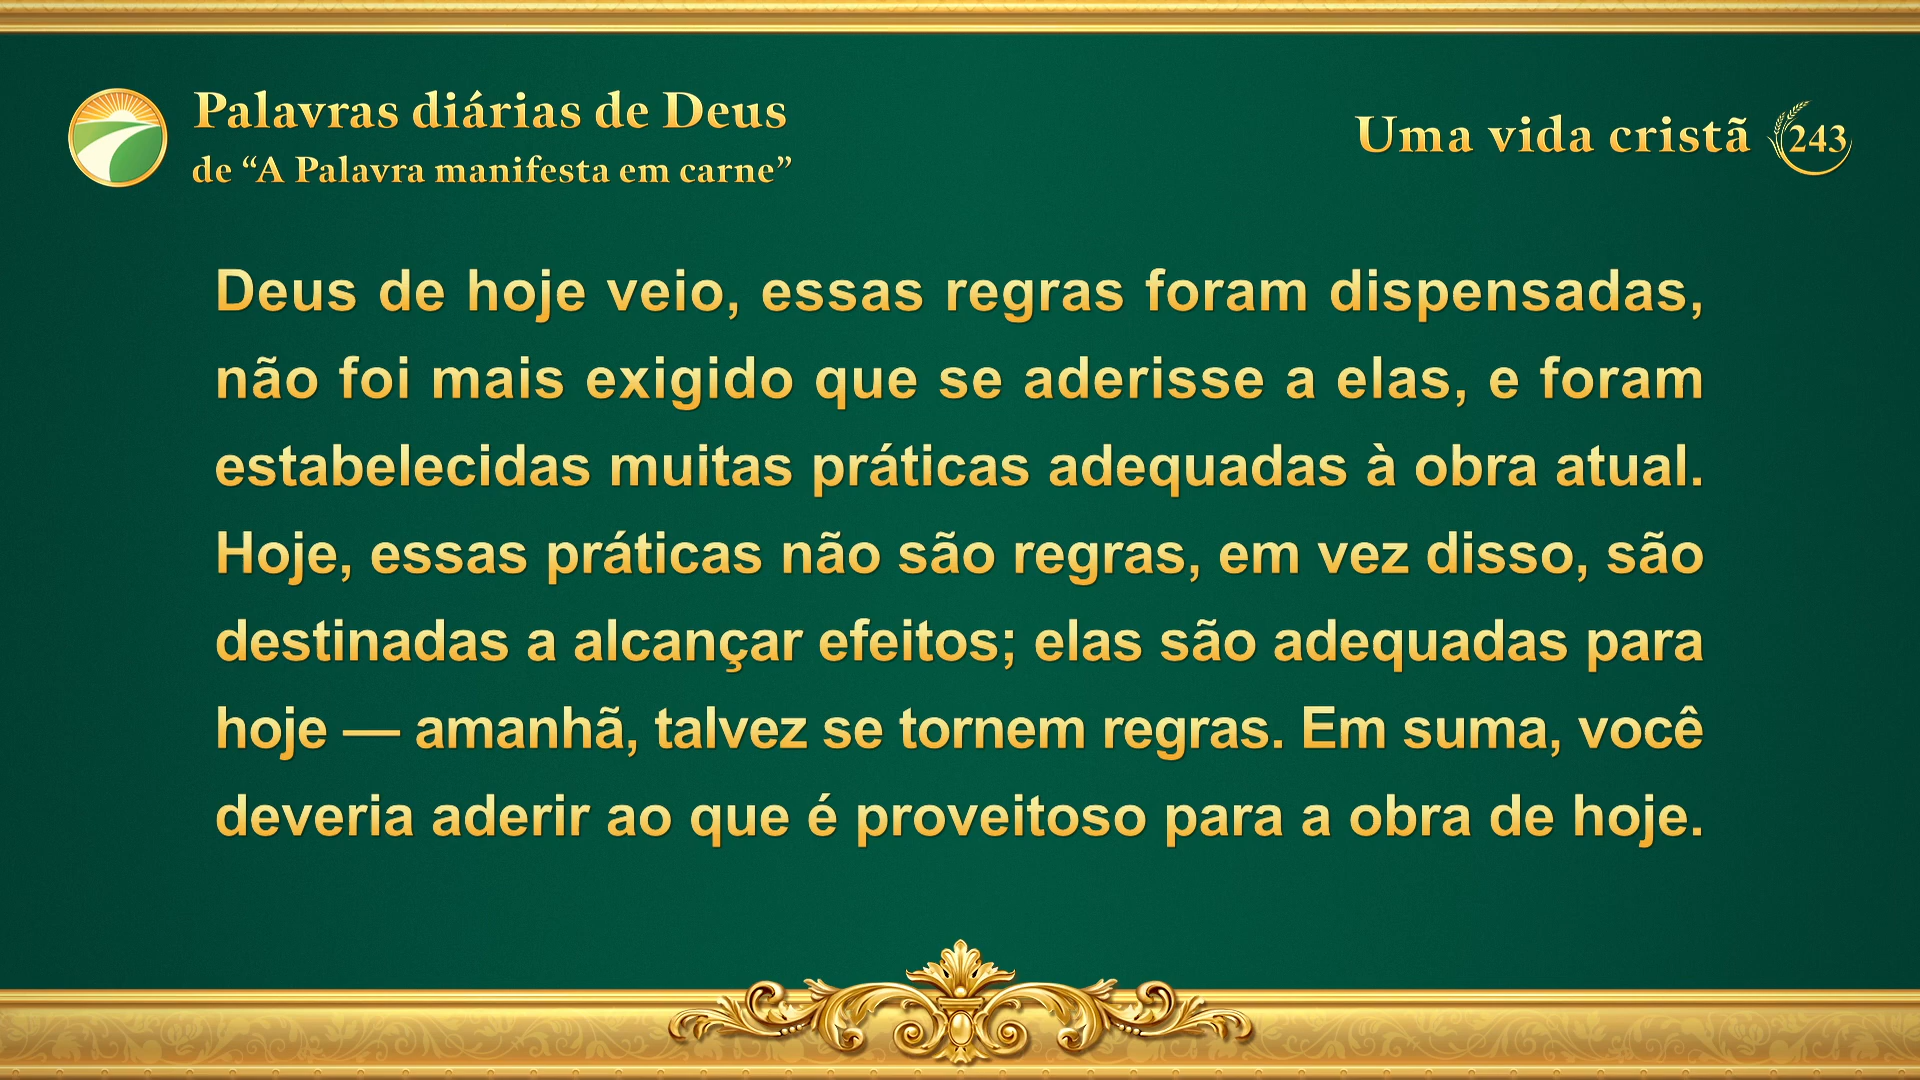 Palavras diárias de Deus
de “A Palavra manifesta em carne”
Uma vida cristã 243
Deus de hoje veio, essas regras foram dispensadas,
não foi mais exigido que se aderisse a elas, e foram
estabelecidas muitas práticas adequadas à obra atual.
Hoje, essas práticas não são regras, em vez disso, são
destinadas a alcançar efeitos; elas são adequadas para
hoje — amanhã, talvez se tornem regras. Em suma, você
deveria aderir ao que é proveitoso para a obra de hoje.